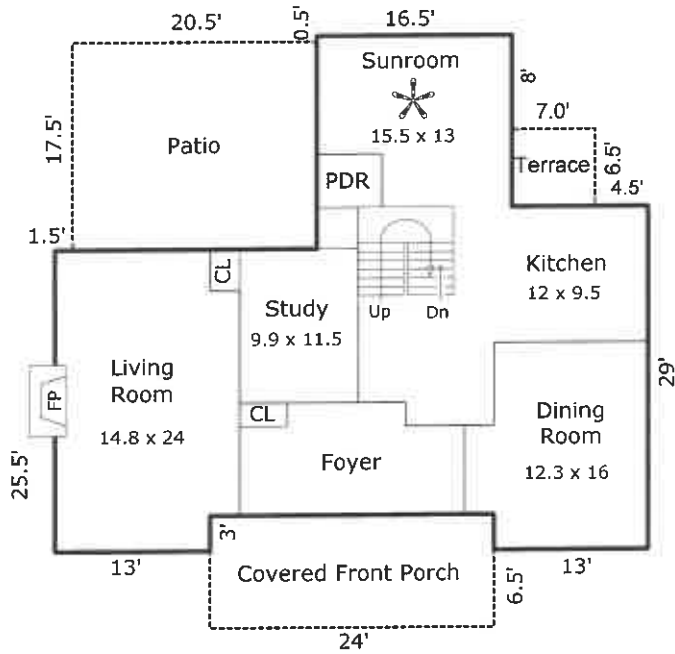 20.5'
0.5'
16.5'
Sunroom
15.5 x 13
8'
7.0'
17.5'
Patio
PDR
Terrace
6.5'
4.5'
1.5'
CL
Kitchen
12 x 9.5
Study
9.9 x 11.5
Up
Dn
Living
Room
14.8 x 24
FP
29'
CL
Dining
Room
12.3 x 16
Foyer
25.5'
3'
13'
Covered Front Porch
6.5'
13'
24'